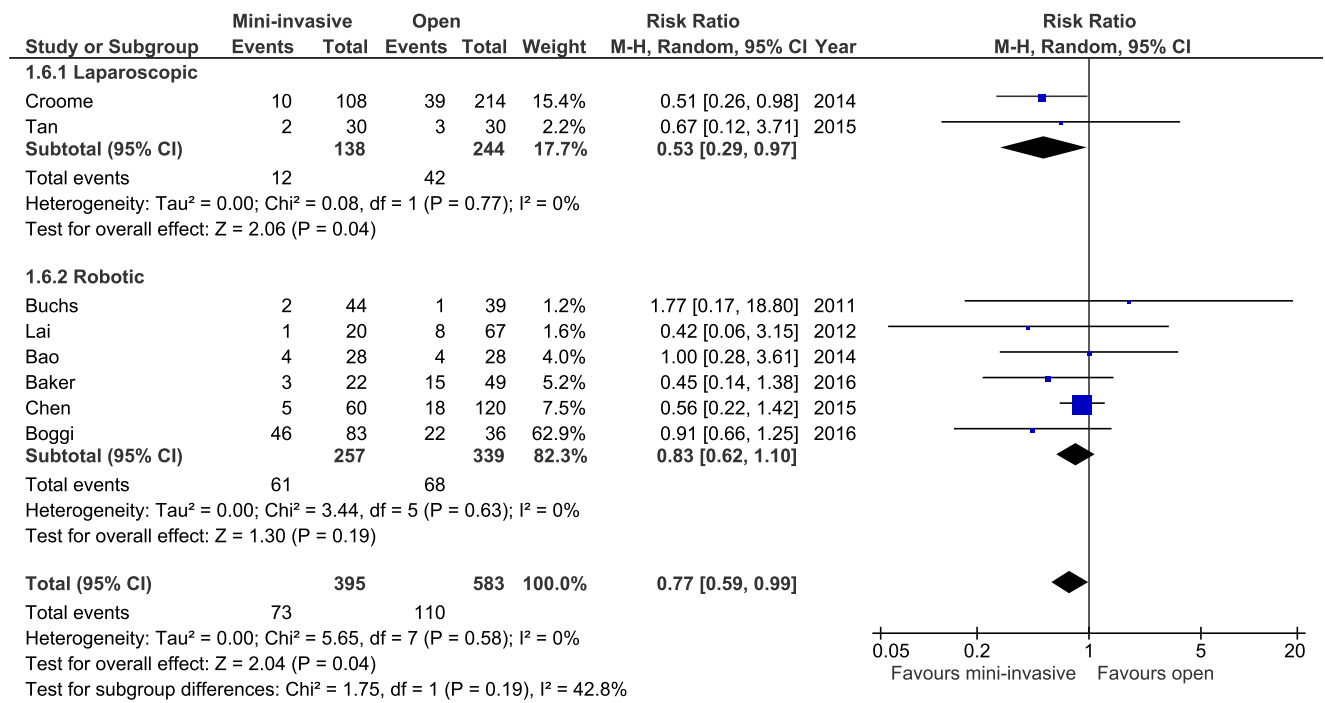 Mini-invasive Open Risk Ratio Risk Ratio
Study or Subgroup Events Total Events Total Weight M-H, Random, 95% CI Year M-H, Random, 95% CI
1.6.1 Laparoscopic
Croome 10 108 39 214 15.4% 0.51 [0.26, 0.98] 2014
Tan 2 30 3 30 2.2% 0.67 [0.12, 3.71] 2015
Subtotal (95% CI) 138 244 17.7% 0.53 [0.29, 0.97]
Total events 12 42
Heterogeneity: Tau² = 0.00; Chi² = 0.08, df = 1 (P = 0.77); I² = 0%
Test for overall effect: Z = 2.06 (P = 0.04)
1.6.2 Robotic
Buchs 2 44 1 39 1.2% 1.77 [0.17, 18.80] 2011
Lai 1 20 8 67 1.6% 0.42 [0.06, 3.15] 2012
Bao 4 28 4 28 4.0% 1.00 [0.28, 3.61] 2014
Baker 3 22 15 49 5.2% 0.45 [0.14, 1.38] 2016
Chen 5 60 18 120 7.5% 0.56 [0.22, 1.42] 2015
Boggi 46 83 22 36 62.9% 0.91 [0.66, 1.25] 2016
Subtotal (95% CI) 257 339 82.3% 0.83 [0.62, 1.10]
Total events 61 68
Heterogeneity: Tau² = 0.00; Chi² = 3.44, df = 5 (P = 0.63); I² = 0%
Test for overall effect: Z = 1.30 (P = 0.19)
Total (95% CI) 395 583 100.0% 0.77 [0.59, 0.99]
Total events 73 110
Heterogeneity: Tau² = 0.00; Chi² = 5.65, df = 7 (P = 0.58); I² = 0%
Test for overall effect: Z = 2.04 (P = 0.04)
Test for subgroup differences: Chi² = 1.75, df = 1 (P = 0.19), I² = 42.8%
0.05 0.2 1 5 20
Favours mini-invasive Favours open